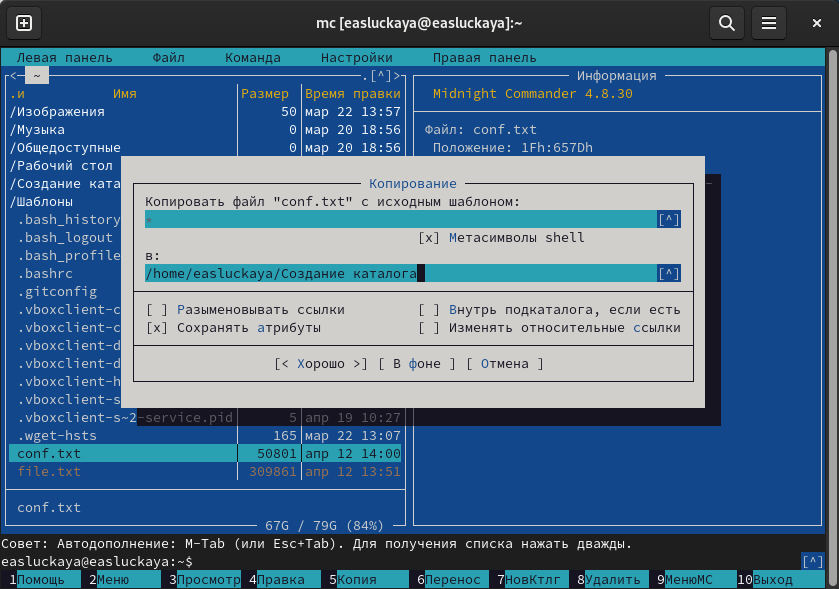 mc [easluckaya@easluckaya]:~
Левая панель Файл Команда Настройки Правая панель
<- ~ .[^]> Информация
.и Имя Размер Время правки Midnight Commander 4.8.30
/Изображения 50 мар 22 13:57
/Музыка 0 мар 20 18:56 Файл: conf.txt
/Общедоступные 0 мар 20 18:56 Положение: 1Fh:657Dh
/Рабочий стол
/Создание ката
/Шаблоны
.bash_history
.bash_logout
.bash_profile
.bashrc
.gitconfig
.vboxclient-c
.vboxclient-c
.vboxclient-d
.vboxclient-d
.vboxclient-h
.vboxclient-s
.vboxclient-s~2-service.pid 5 апр 19 10:27
.wget-hsts 165 мар 22 13:07
conf.txt 50801 апр 12 14:00
file.txt 309861 апр 12 13:51
conf.txt
67G / 79G (84%)
Копирование
Копировать файл "conf.txt" с исходным шаблоном:
* [^]
[x] Метасимволы shell
в:
/home/easluckaya/Создание каталога [^]
[ ] Разыменовывать ссылки [ ] Внутрь подкаталога, если есть
[x] Сохранять атрибуты [ ] Изменять относительные ссылки
[< Хорошо >] [ В фоне ] [ Отмена ]
Совет: Автодополнение: M-Tab (или Esc+Tab). Для получения списка нажать дважды.
easluckaya@easluckaya:~$ [^]
1Помощь 2Меню 3Просмотр 4Правка 5Копия 6Перенос 7НовКтлг 8Удалить 9МенюMC 10Выход